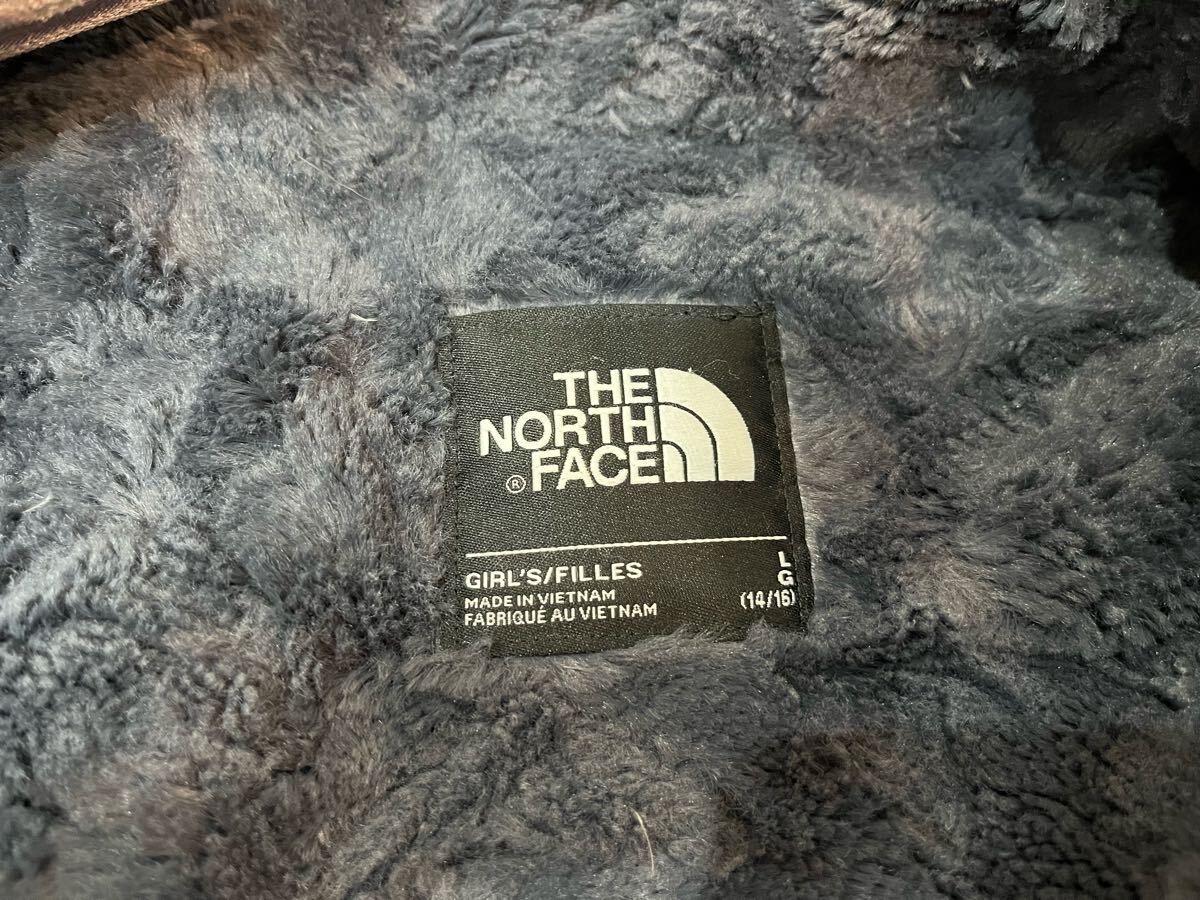 THE
NORTH
® FACE
GIRL'S/FILLES
MADE IN VIETNAM
FABRIQUÉ AU VIETNAM
L
G
(14/16)